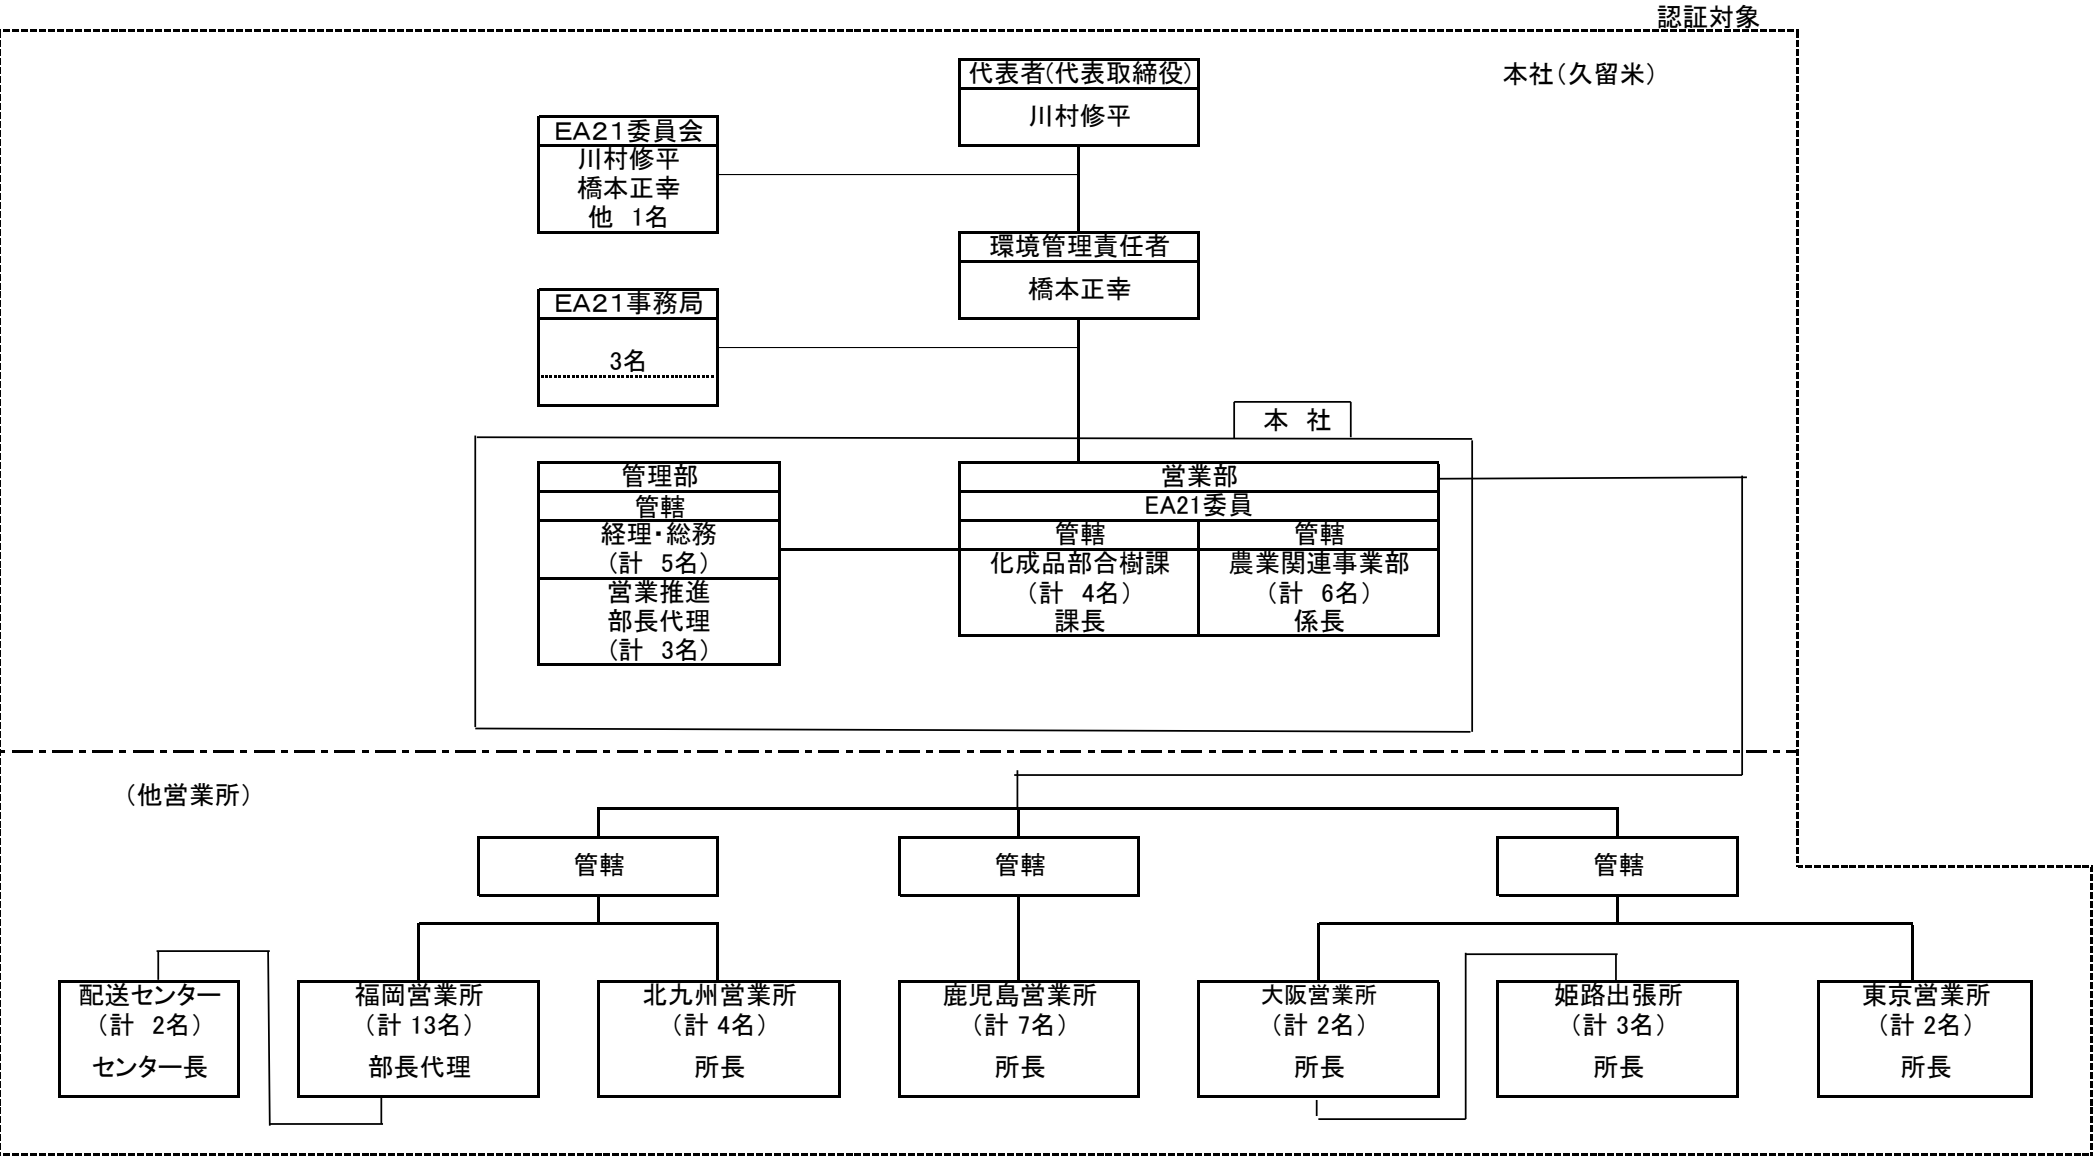 認証対象
本社（久留米）
代表者(代表取締役)
川村修平
ＥＡ２１委員会
川村修平
橋本正幸
他　1名
環境管理責任者
橋本正幸
ＥＡ２１事務局
3名
本　社
管理部
管轄
経理・総務
（計　5名）
営業推進
部長代理
（計　3名）
営業部
EA21委員
管轄
化成品部合樹課
（計　4名）
課長
管轄
農業関連事業部
（計　6名）
係長
（他営業所）
管轄
管轄
管轄
配送センター
（計　2名）
センター長
福岡営業所
（計 13名）
部長代理
北九州営業所
（計 4名）
所長
鹿児島営業所
（計 7名）
所長
大阪営業所
（計 2名）
所長
姫路出張所
（計 3名）
所長
東京営業所
（計 2名）
所長